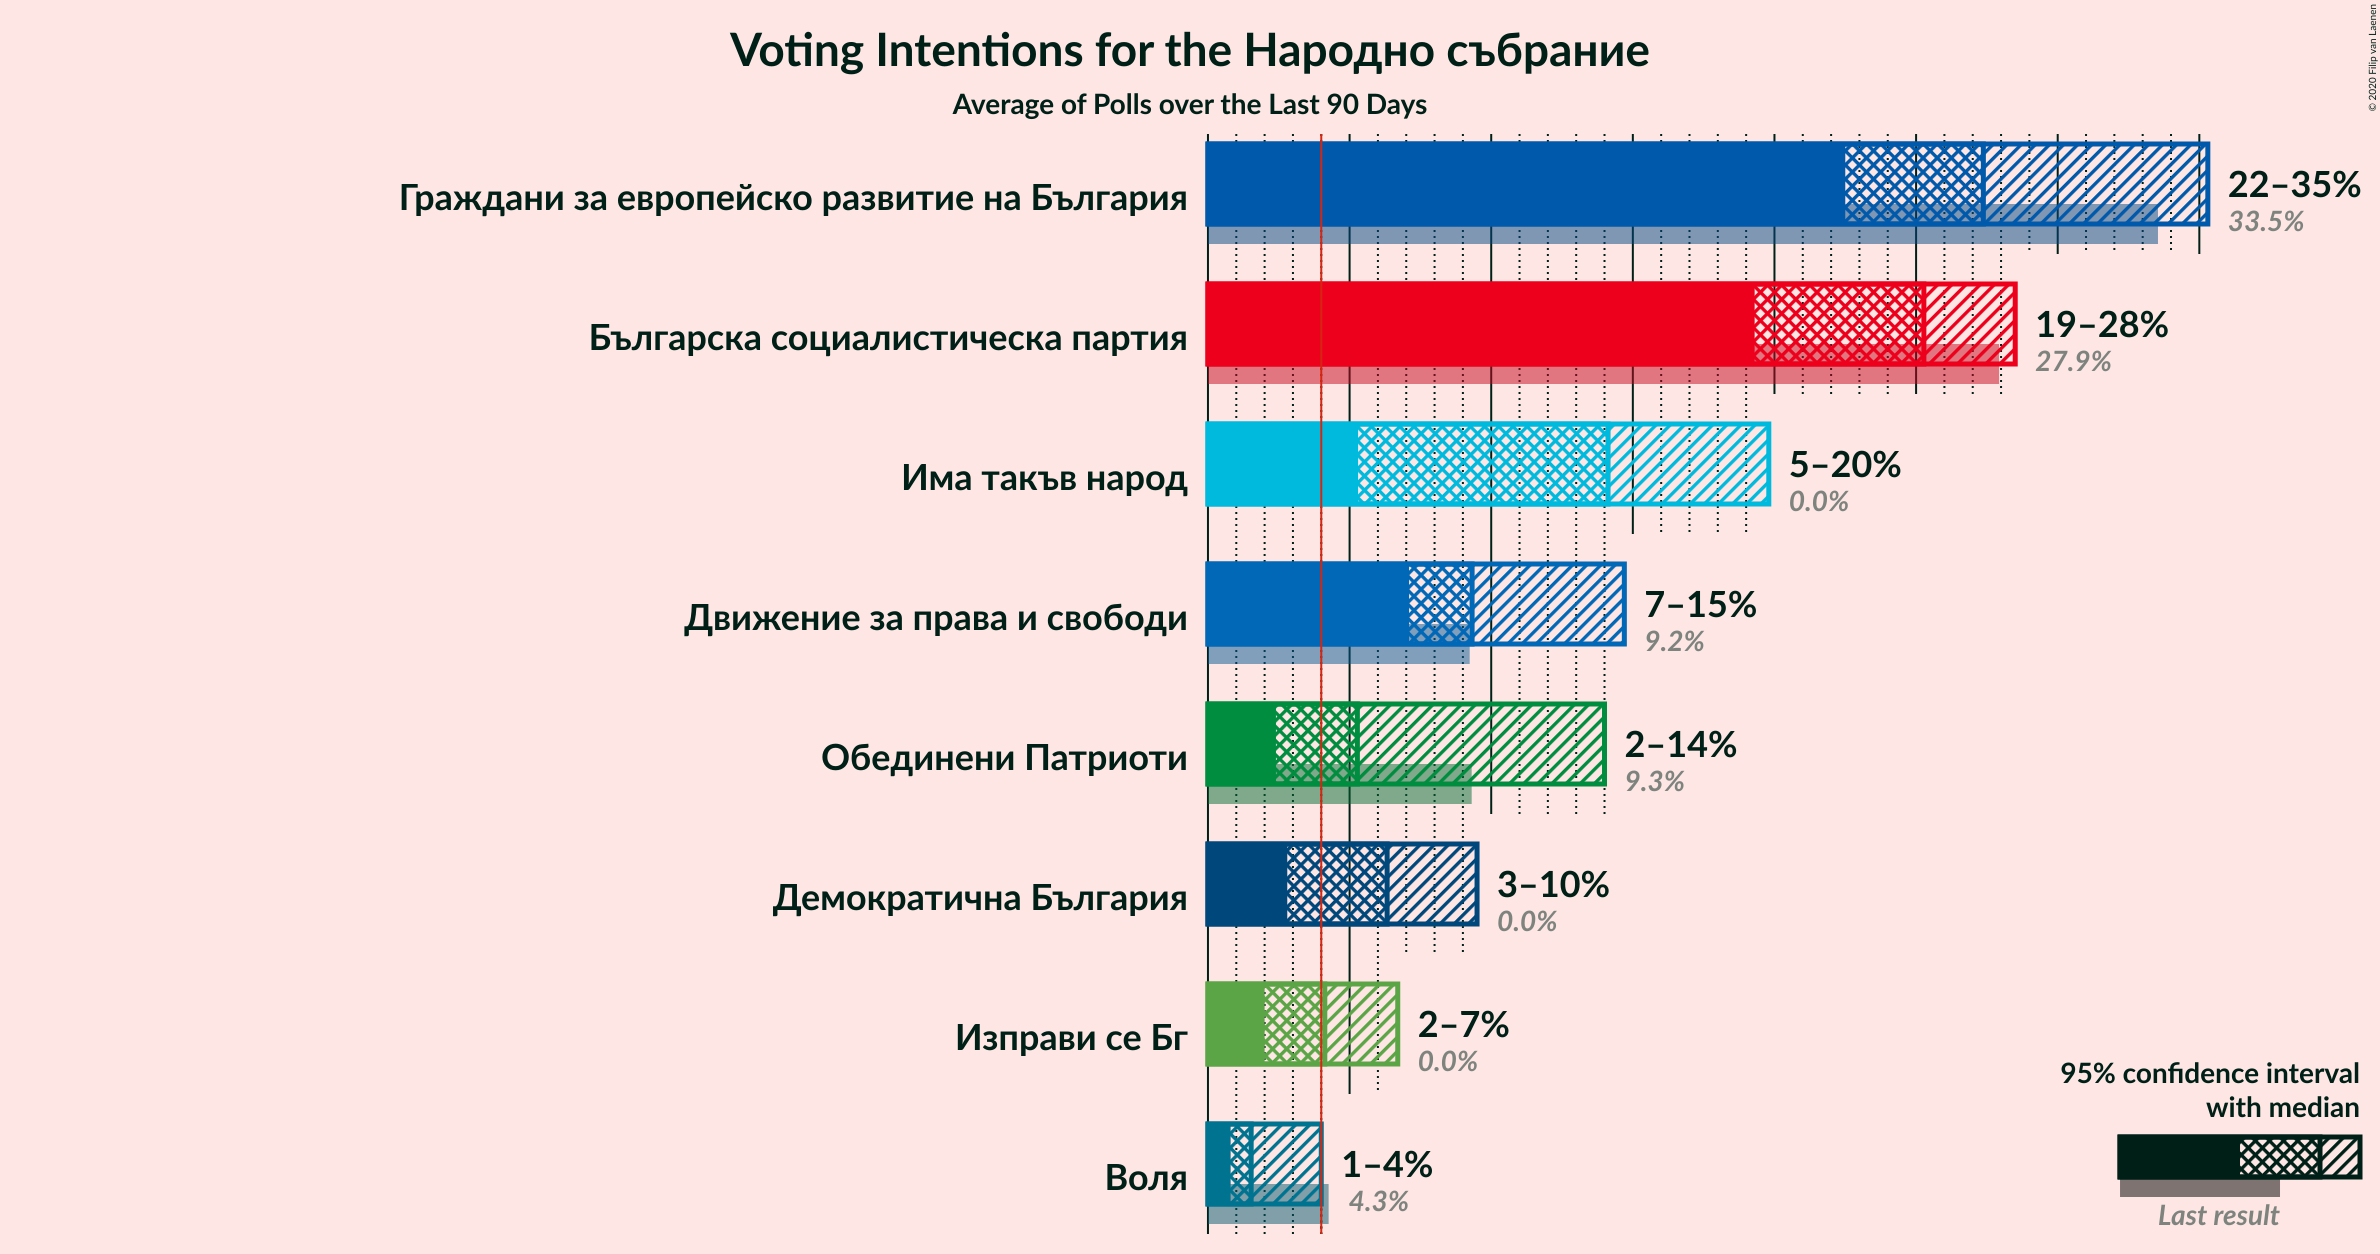 Voting Intentions for the Народно събрание
Average of Polls over the Last 90 Days
© 2020 Filip van Laenen
Граждани за европейско развитие на България
22–35%
33.5%
Българска социалистическа партия
19–28%
27.9%
Има такъв народ
5–20%
0.0%
Движение за права и свободи
7–15%
9.2%
Обединени Патриоти
2–14%
9.3%
Демократична България
3–10%
0.0%
Изправи се Бг
2–7%
0.0%
Воля
1–4%
4.3%
95% confidence interval
with median
Last result